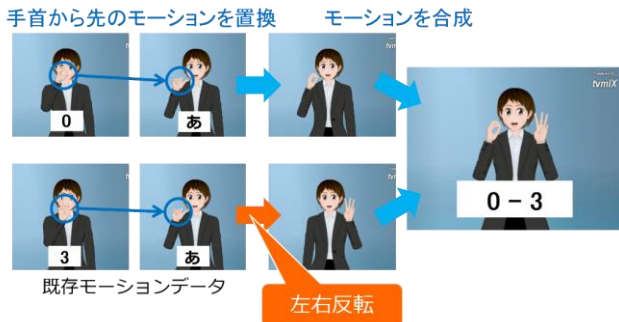 手首から先のモーションを置換
モーションを合成
0
あ
3
あ
既存モーションデータ
左右反転
tvmiX
0 − 3